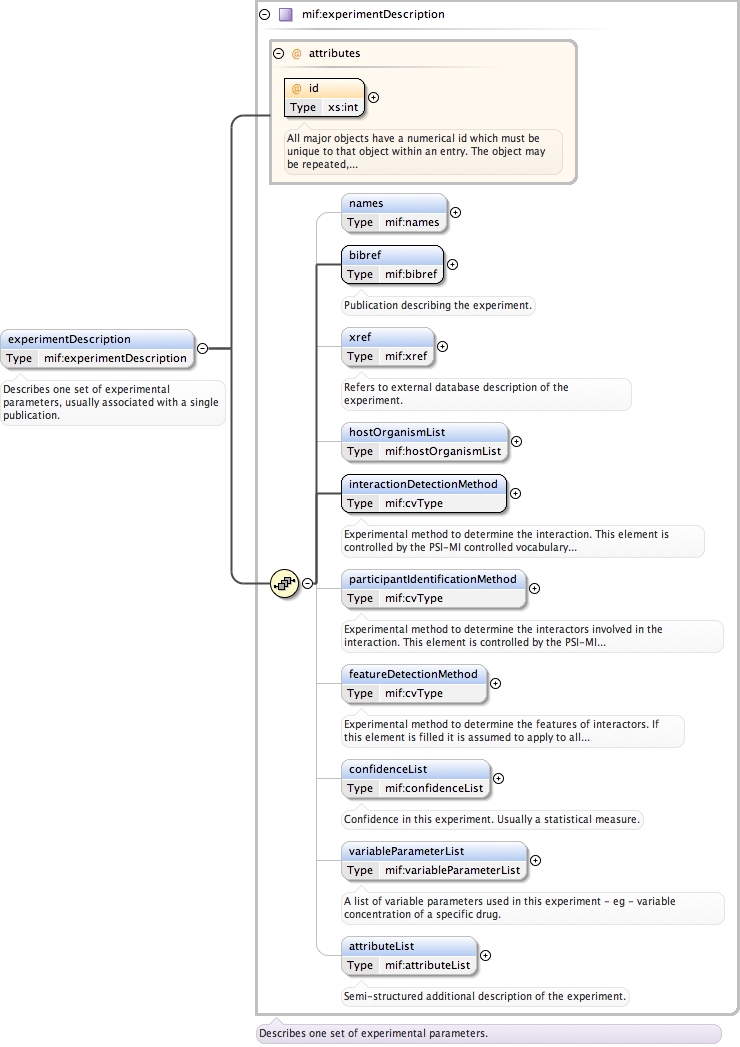 mif:experimentDescription
@ attributes
@ id
Type xs:int
All major objects have a numerical id which must be
unique to that object within an entry. The object may
be repeated,...
names
Type mif:names
bibref
Type mif:bibref
Publication describing the experiment.
experimentDescription
Type mif:experimentDescription
Describes one set of experimental
parameters, usually associated with a single
publication.
xref
Type mif:xref
Refers to external database description of the
experiment.
hostOrganismList
Type mif:hostOrganismList
interactionDetectionMethod
Type mif:cvType
Experimental method to determine the interaction. This element is
controlled by the PSI-MI controlled vocabulary...
participantIdentificationMethod
Type mif:cvType
Experimental method to determine the interactors involved in the
interaction. This element is controlled by the PSI-MI...
featureDetectionMethod
Type mif:cvType
Experimental method to determine the features of interactors. If
this element is filled it is assumed to apply to all...
confidenceList
Type mif:confidenceList
Confidence in this experiment. Usually a statistical measure.
variableParameterList
Type mif:variableParameterList
A list of variable parameters used in this experiment - eg - variable
concentration of a specific drug.
attributeList
Type mif:attributeList
Semi-structured additional description of the experiment.
Describes one set of experimental parameters.